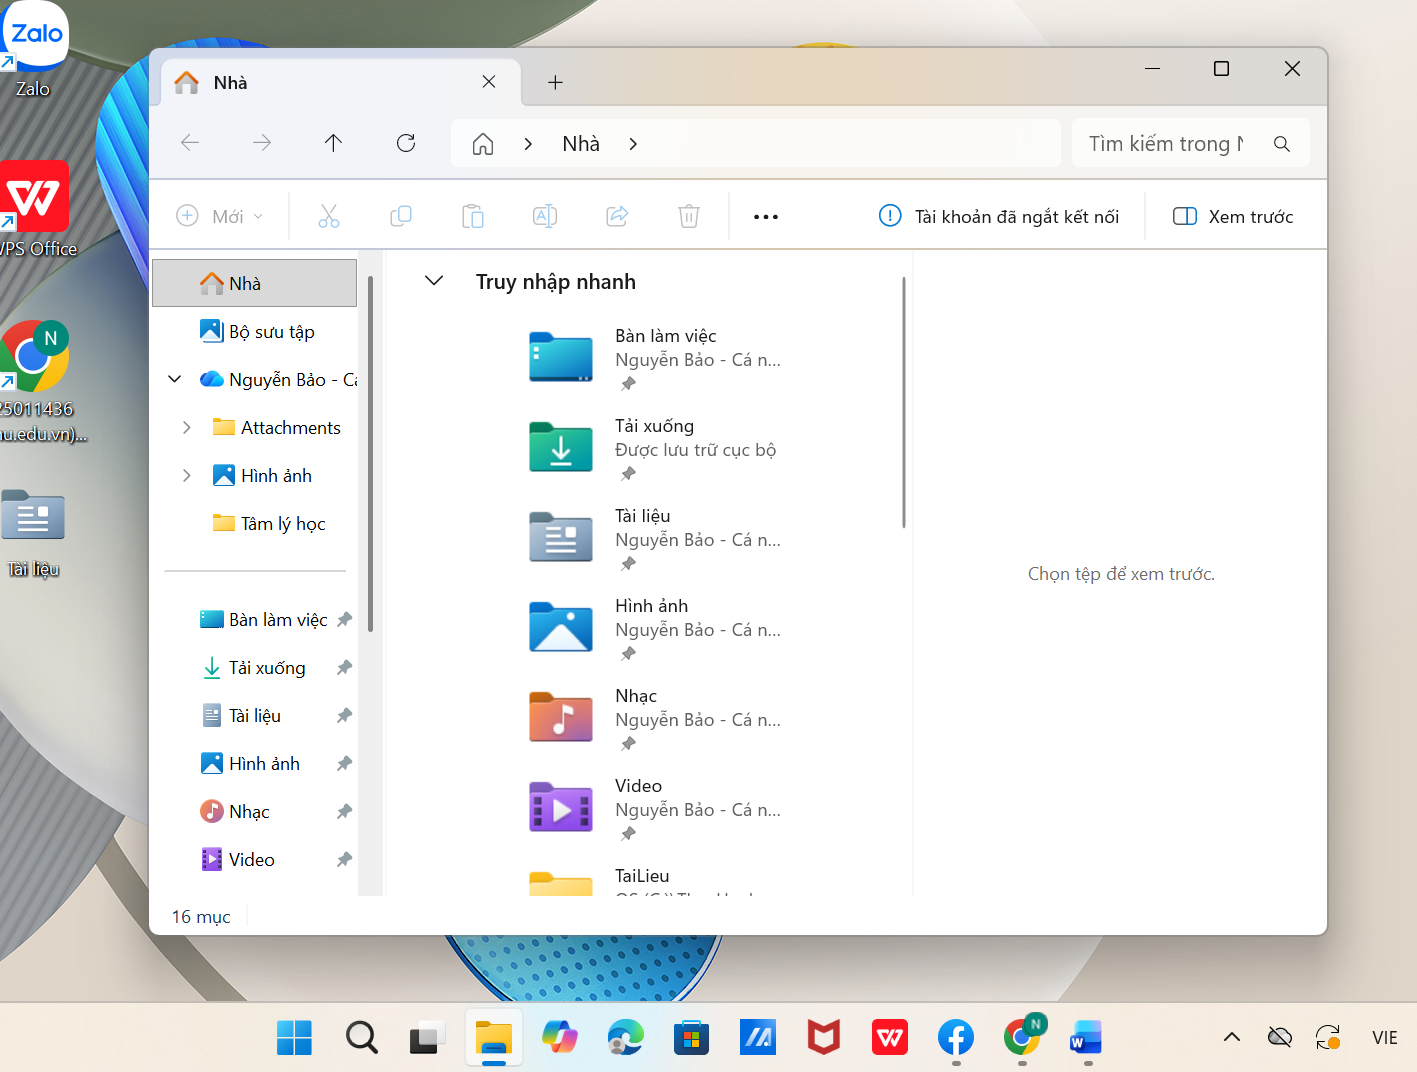 Zalo
Zalo
WPS Office
N
25011436
nu.edu.vn)...
Tài liệu
Nhà
Nhà
Tìm kiếm trong N
Mới
Tài khoản đã ngắt kết nối
Xem trước
Nhà
Bộ sưu tập
Nguyễn Bảo - Cá
Attachments
Hình ảnh
Tâm lý học
Bàn làm việc
Tải xuống
Tài liệu
Hình ảnh
Nhạc
Video
Truy nhập nhanh
Bàn làm việc
Nguyễn Bảo - Cá n...
Tải xuống
Được lưu trữ cục bộ
Tài liệu
Nguyễn Bảo - Cá n...
Hình ảnh
Nguyễn Bảo - Cá n...
Nhạc
Nguyễn Bảo - Cá n...
Video
Nguyễn Bảo - Cá n...
TaiLieu
Chọn tệp để xem trước.
16 mục
N
VIE